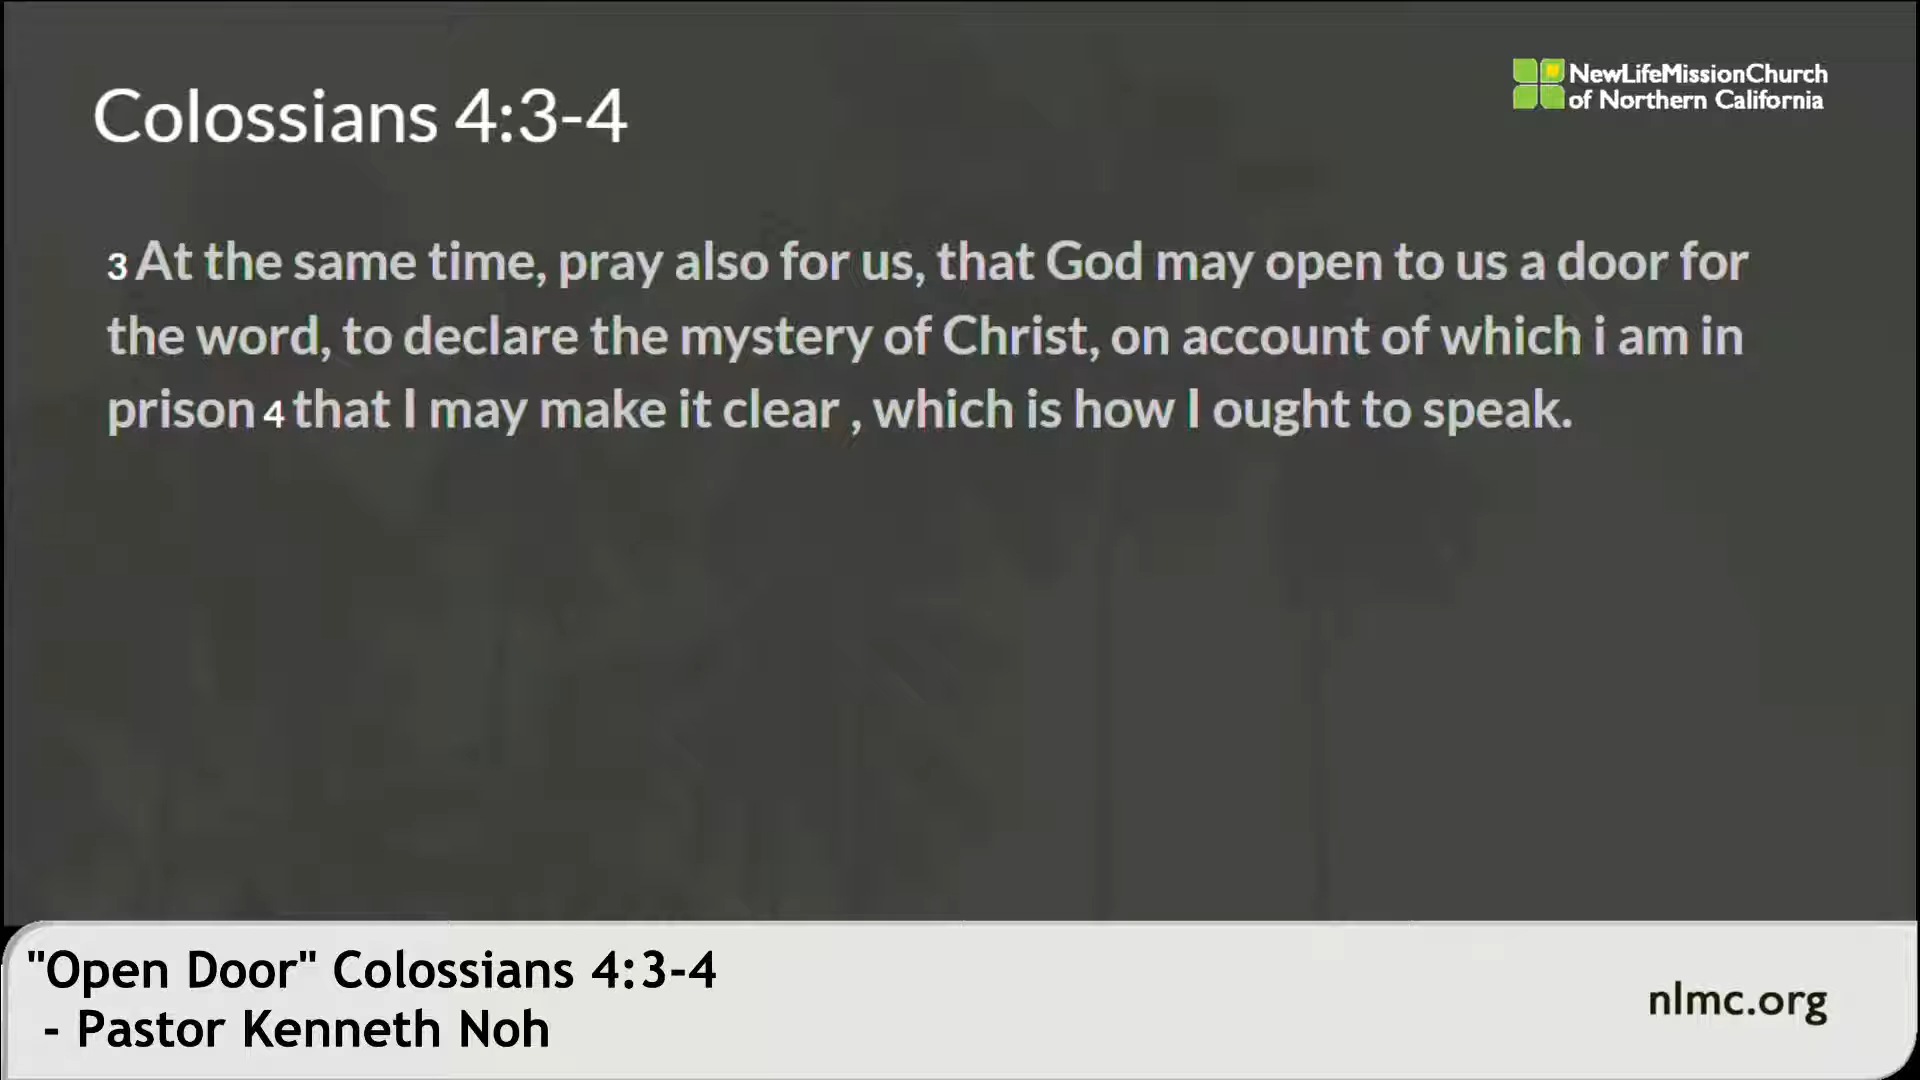 Colossians 4:3-4
NewLifeMissionChurch
of Northern California
3 At the same time, pray also for us, that God may open to us a door for
the word, to declare the mystery of Christ, on account of which i am in
prison 4 that I may make it clear , which is how I ought to speak.
"Open Door" Colossians 4:3-4
- Pastor Kenneth Noh
nlmc.org